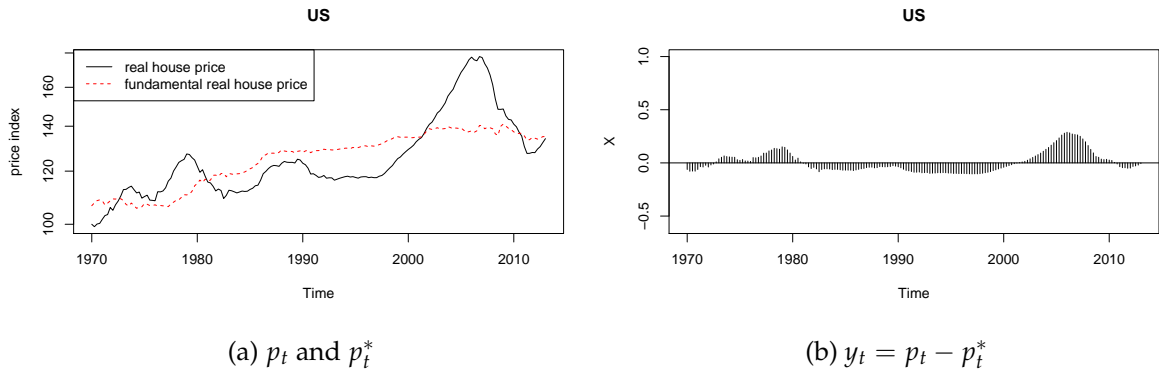 US
real house price
fundamental real house price
price index
100
120
140
160
1970
1980
1990
2000
2010
Time
(a) p_t and p_t^*
US
X
1.0
0.5
0.0
−0.5
1970
1980
1990
2000
2010
Time
(b) y_t = p_t − p_t^*